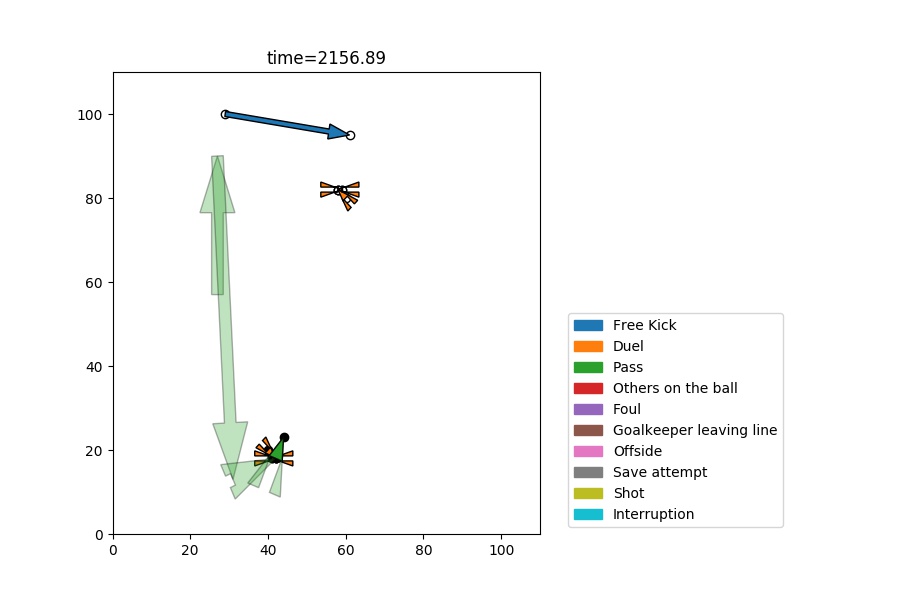 time=2156.89
100
80
60
40
20
0
0 20 40 60 80 100
Free Kick
Duel
Pass
Others on the ball
Foul
Goalkeeper leaving line
Offside
Save attempt
Shot
Interruption